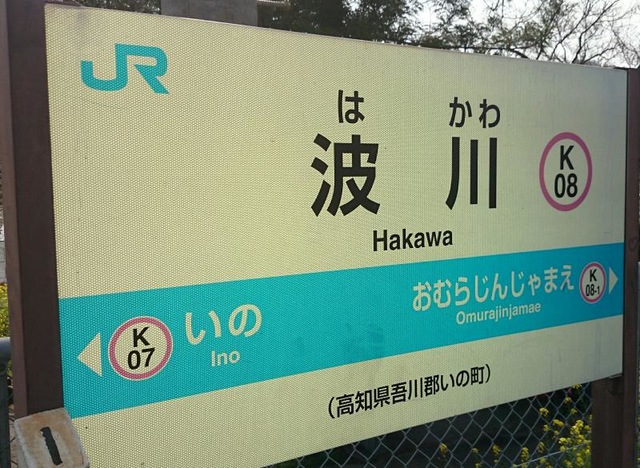 JR
は かわ
波 川
K
08
Hakawa
K
07
いの
Ino
おむらじんじゃまえ
Omurajinjamae
K
08-1
（高知県吾川郡いの町）
1